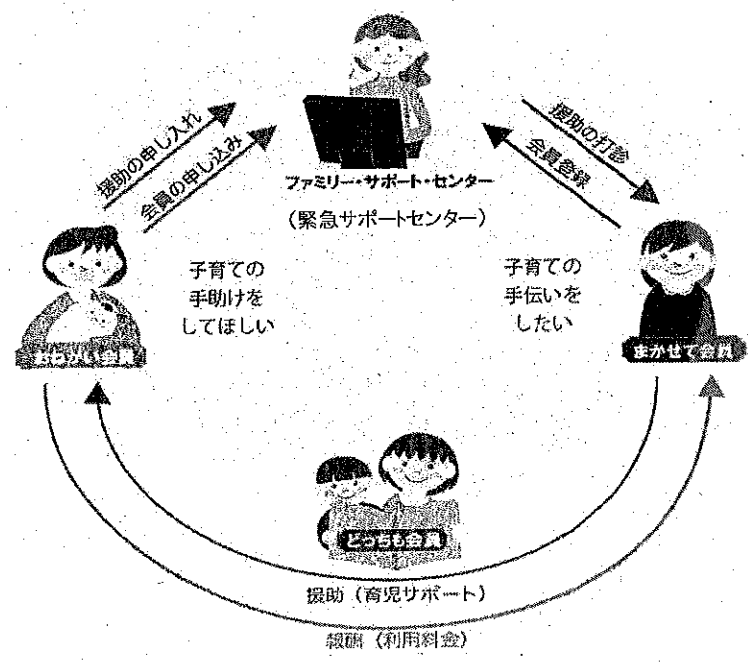 援助の申し入れ
会員の申し込み
援助の打診
会員登録
ファミリー・サポート・センター
（緊急サポートセンター）
子育ての
手助けを
してほしい
子育ての
手伝いを
したい
おねがい会員
まかせて会員
どっちも会員
援助（育児サポート）
報酬（利用料金）